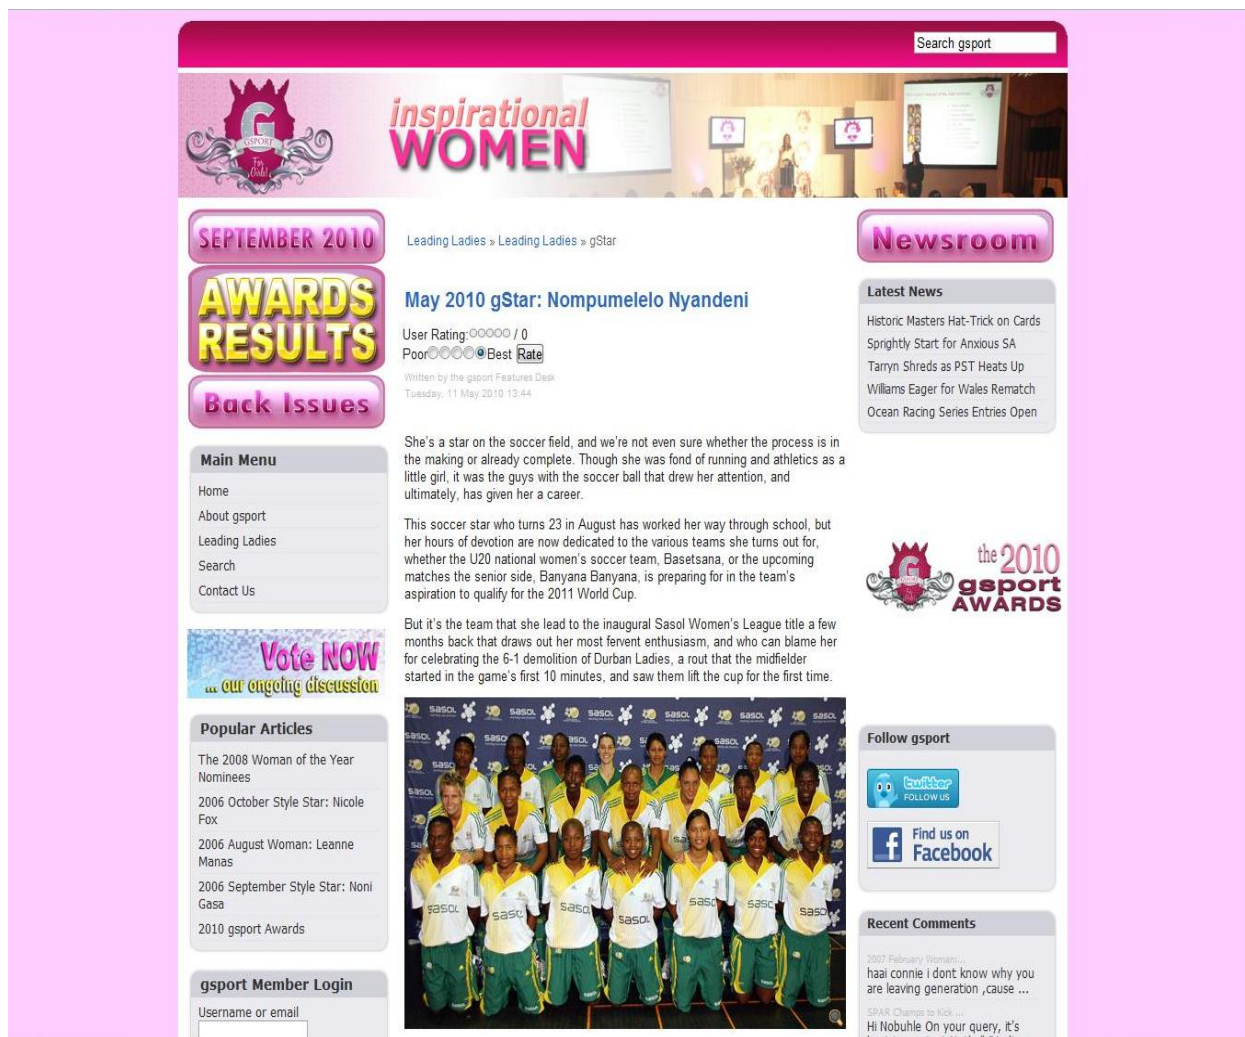 Search gsport
G
GSPORT
For
Girls!
inspirational
WOMEN
SEPTEMBER 2010
AWARDS
RESULTS
Back Issues
Main Menu
Home
About gsport
Leading Ladies
Search
Contact Us
Vote NOW
... our ongoing discussion
Popular Articles
The 2008 Woman of the Year
Nominees
2006 October Style Star: Nicole
Fox
2006 August Woman: Leanne
Manas
2006 September Style Star: Noni
Gasa
2010 gsport Awards
gsport Member Login
Username or email
Leading Ladies » Leading Ladies » gStar
May 2010 gStar: Nompumelelo Nyandeni
User Rating: / 0
Poor Best Rate
Written by the gsport Features Desk
Tuesday, 11 May 2010 13:44
She's a star on the soccer field, and we're not even sure whether the process is in
the making or already complete. Though she was fond of running and athletics as a
little girl, it was the guys with the soccer ball that drew her attention, and
ultimately, has given her a career.
This soccer star who turns 23 in August has worked her way through school, but
her hours of devotion are now dedicated to the various teams she turns out for,
whether the U20 national women's soccer team, Basetsana, or the upcoming
matches the senior side, Banyana Banyana, is preparing for in the team's
aspiration to qualify for the 2011 World Cup.
But it's the team that she lead to the inaugural Sasol Women's League title a few
months back that draws out her most fervent enthusiasm, and who can blame her
for celebrating the 6-1 demolition of Durban Ladies, a rout that the midfielder
started in the game's first 10 minutes, and saw them lift the cup for the first time.
sasol sasol sasol sasol sasol
sasol sasol sasol sasol sasol sasol
Newsroom
Latest News
Historic Masters Hat-Trick on Cards
Sprightly Start for Anxious SA
Tarryn Shreds as PST Heats Up
Williams Eager for Wales Rematch
Ocean Racing Series Entries Open
the 2010
gsport
AWARDS
Follow gsport
twitter
FOLLOW US
Find us on
Facebook
Recent Comments
2007 February Woman:...
haai connie i dont know why you
are leaving generation ,cause ...
SPAR Champs to Kick ...
Hi Nobuhle On your query, it's